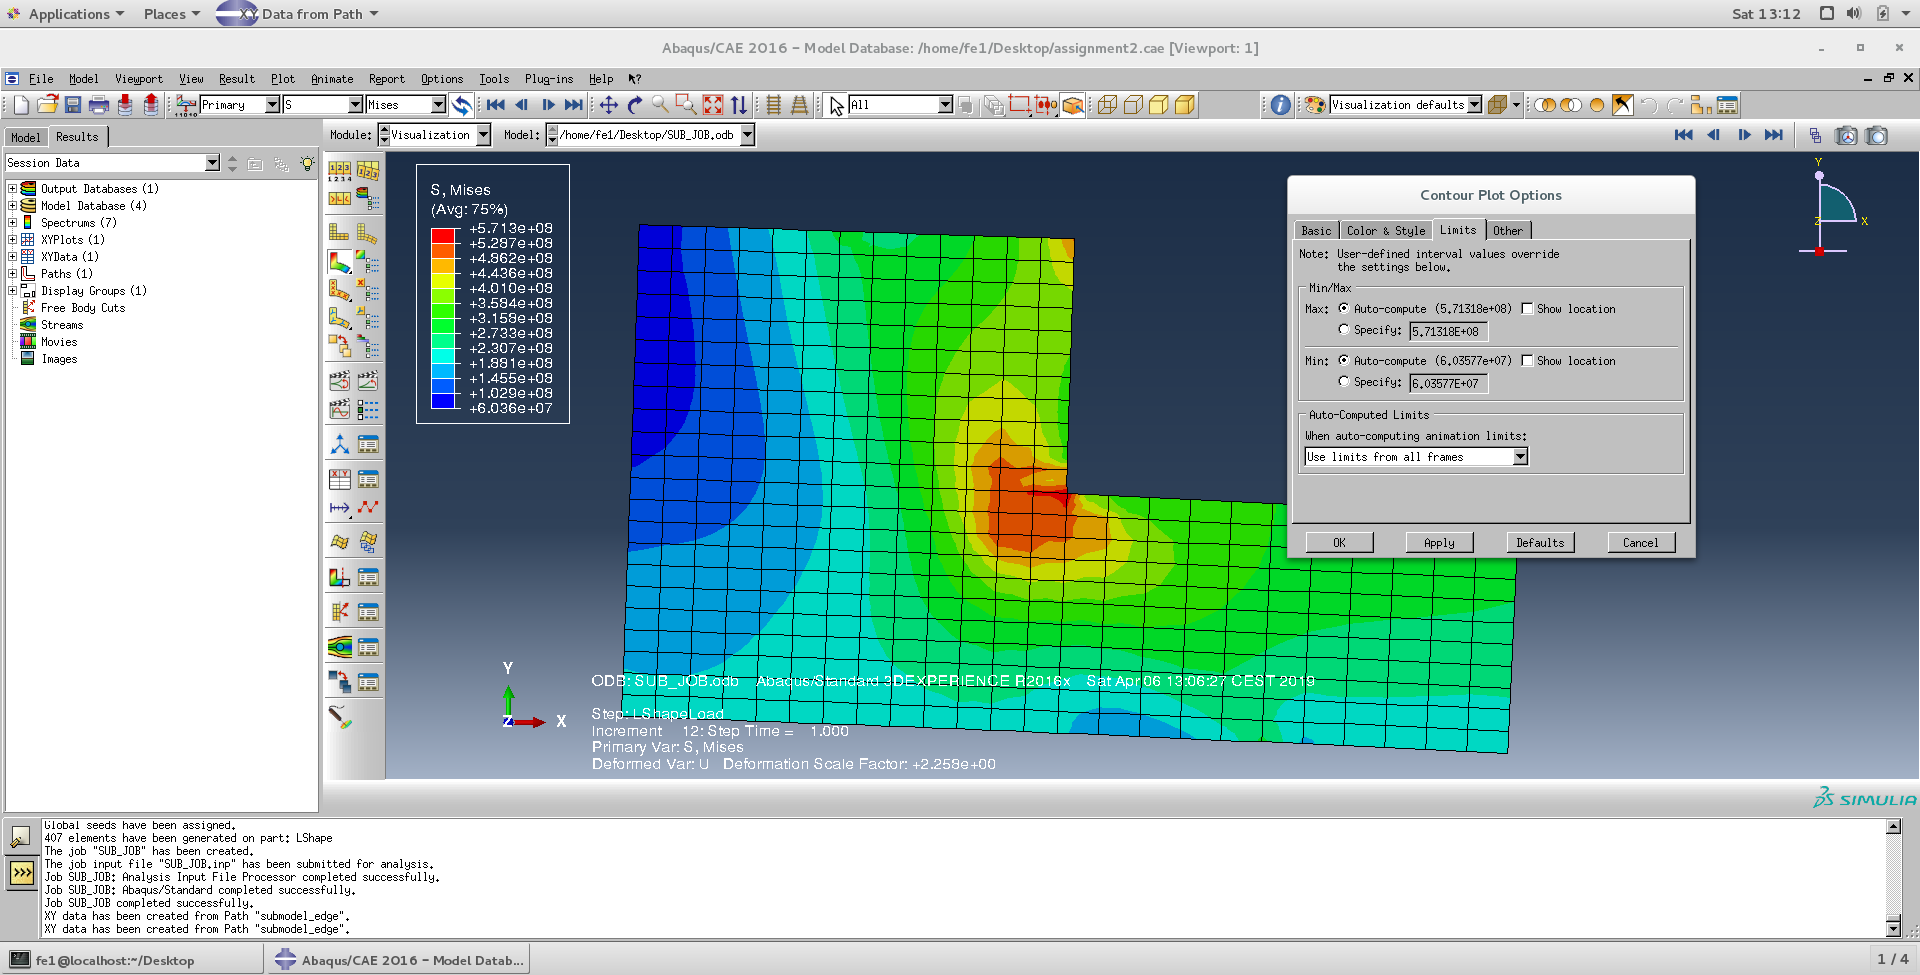 Applications Places XY Data from Path Sat 13:12
Abaqus/CAE 2016 - Model Database: /home/fe1/Desktop/assignment2.cae [Viewport: 1]
File Model Viewport View Result Plot Animate Report Options Tools Plug-ins Help
Primary S Mises All Visualization defaults
Model Results Module: Visualization Model: /home/fe1/Desktop/SUB_JOB.odb
Session Data
Output Databases (1)
Model Database (4)
Spectrums (7)
XYPlots (1)
XYData (1)
Paths (1)
Display Groups (1)
Free Body Cuts
Streams
Movies
Images
S, Mises
(Avg: 75%)
+5.713e+08
+5.287e+08
+4.862e+08
+4.436e+08
+4.010e+08
+3.584e+08
+3.158e+08
+2.733e+08
+2.307e+08
+1.881e+08
+1.455e+08
+1.029e+08
+6.036e+07
Contour Plot Options
Basic Color & Style Limits Other
Note: User-defined interval values override
the settings below.
Min/Max
Max: Auto-compute (5.71318e+08) Show location
Specify: 5.71318E+08
Min: Auto-compute (6.03577e+07) Show location
Specify: 6.03577E+07
Auto-Computed Limits
When auto-computing animation limits:
Use limits from all frames
OK Apply Defaults Cancel
Y
X
Z
Y
Z X
ODB: SUB_JOB.odb Abaqus/Standard 3DEXPERIENCE R2016x Sat Apr 06 13:06:27 CEST 2019
Step: LShapeLoad
Increment 12: Step Time = 1.000
Primary Var: S, Mises
Deformed Var: U Deformation Scale Factor: +2.258e+00
SIMULIA
Global seeds have been assigned.
407 elements have been generated on part: LShape
The job "SUB_JOB" has been created.
The job input file "SUB_JOB.inp" has been submitted for analysis.
Job SUB_JOB: Analysis Input File Processor completed successfully.
Job SUB_JOB: Abaqus/Standard completed successfully.
Job SUB_JOB completed successfully.
XY data has been created from Path "submodel_edge".
XY data has been created from Path "submodel_edge".
fe1@localhost:~/Desktop Abaqus/CAE 2016 - Model Datab... 1 / 4